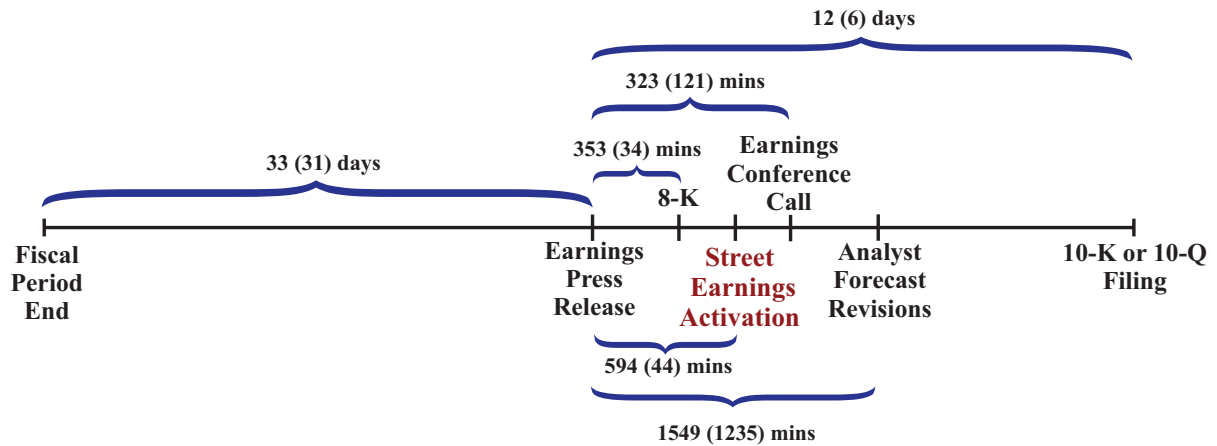 12 (6) days
323 (121) mins
353 (34) mins
Earnings
Conference
Call
33 (31) days
8-K
Fiscal
Period
End
Earnings
Press
Release
Street
Earnings
Activation
Analyst
Forecast
Revisions
10-K or 10-Q
Filing
594 (44) mins
1549 (1235) mins